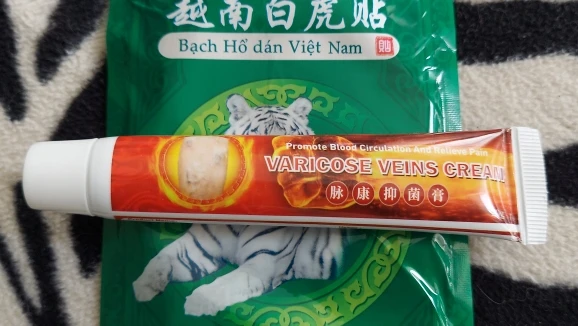 越南白虎贴
Bạch Hổ dán Việt Nam
Promote Blood Circulation And Relieve Pain
VARICOSE VEINS CREAM
脉康抑菌膏